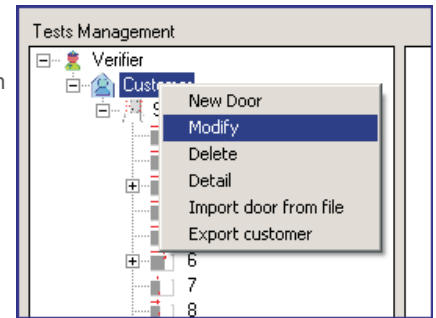 Tests Management
Verifier
Customer
New Door
Modify
Delete
Detail
Import door from file
Export customer
6
7
8